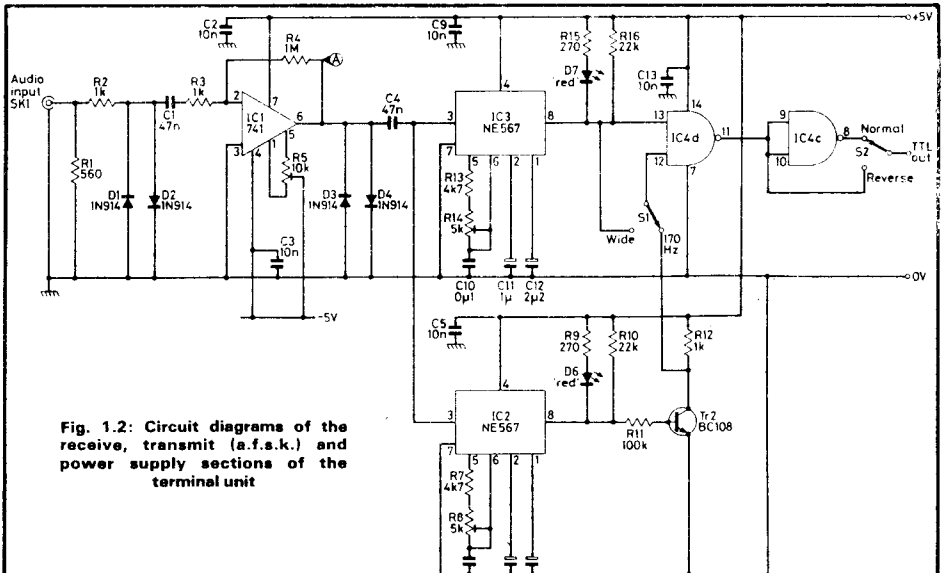 C2
10n
R4
1M
A
C9
10n
R15
270
R16
22k
+5V
D7
'red'
C13
10n
Audio
input
SK1
R2
1k
C1
47n
R3
1k
2
7
IC1
741
6
3
4
1
5
R5
10k
C4
47n
4
3
IC3
NE567
8
7
5
6
2
1
13
14
IC4d
11
12
7
9
IC4c
10
8
Normal
S2
TTL
out
Reverse
R1
560
D1
1N914
D2
1N914
D3
1N914
D4
1N914
R13
4k7
R14
5k
S1
Wide
170
Hz
C3
10n
C10
0µ1
C11
1µ
C12
2µ2
0V
-5V
C5
10n
R9
270
R10
22k
R12
1k
D6
'red'
4
3
IC2
NE567
8
7
5
6
2
1
R11
100k
Tr2
BC108
R7
4k7
R8
5k
Fig. 1.2: Circuit diagrams of the
receive, transmit (a.f.s.k.) and
power supply sections of the
terminal unit